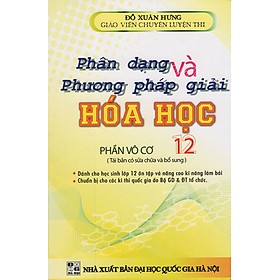 ĐỖ XUÂN HƯNG
GIÁO VIÊN CHUYÊN LUYỆN THI
Phân dạng và
Phương pháp giải
HÓA HỌC
12
PHẦN VÔ CƠ
(Tái bản có sửa chữa và bổ sung)
• Dành cho học sinh lớp 12 ôn tập và nâng cao kĩ năng làm bài
• Chuẩn bị cho các kì thi quốc gia do Bộ GD & ĐT tổ chức.
NHÀ XUẤT BẢN ĐẠI HỌC QUỐC GIA HÀ NỘI